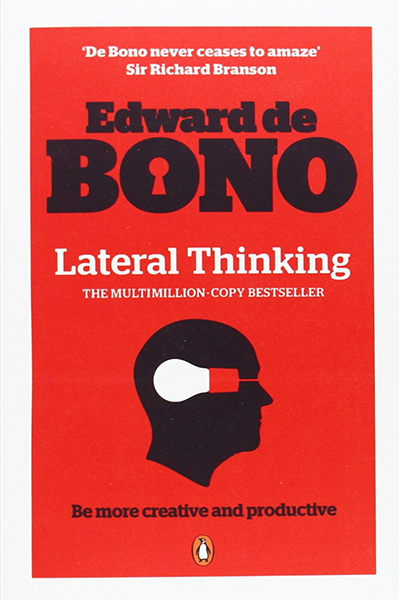 ‘De Bono never ceases to amaze’
Sir Richard Branson
Edward de
BONO
Lateral Thinking
THE MULTIMILLION-COPY BESTSELLER
Be more creative and productive